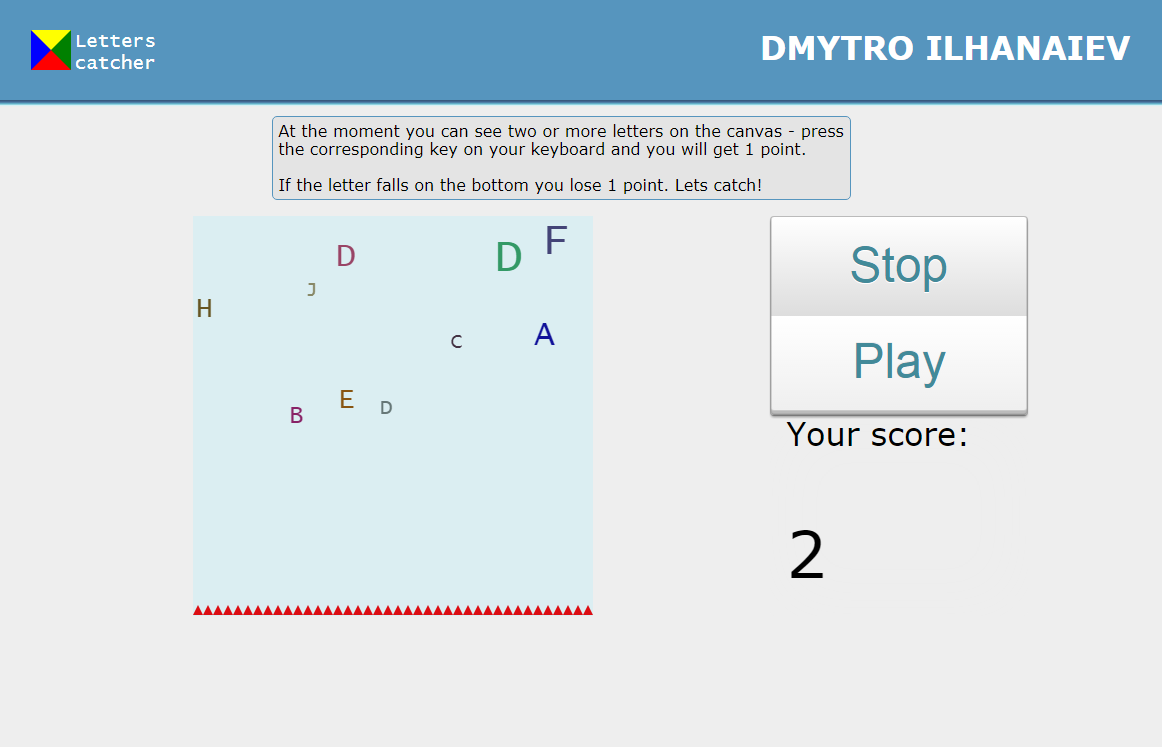 Letters
catcher
DMYTRO ILHANAIEV
At the moment you can see two or more letters on the canvas - press
the corresponding key on your keyboard and you will get 1 point.
If the letter falls on the bottom you lose 1 point. Lets catch!
F
D
D
J
H
A
C
E
D
B
Stop
Play
Your score:
2